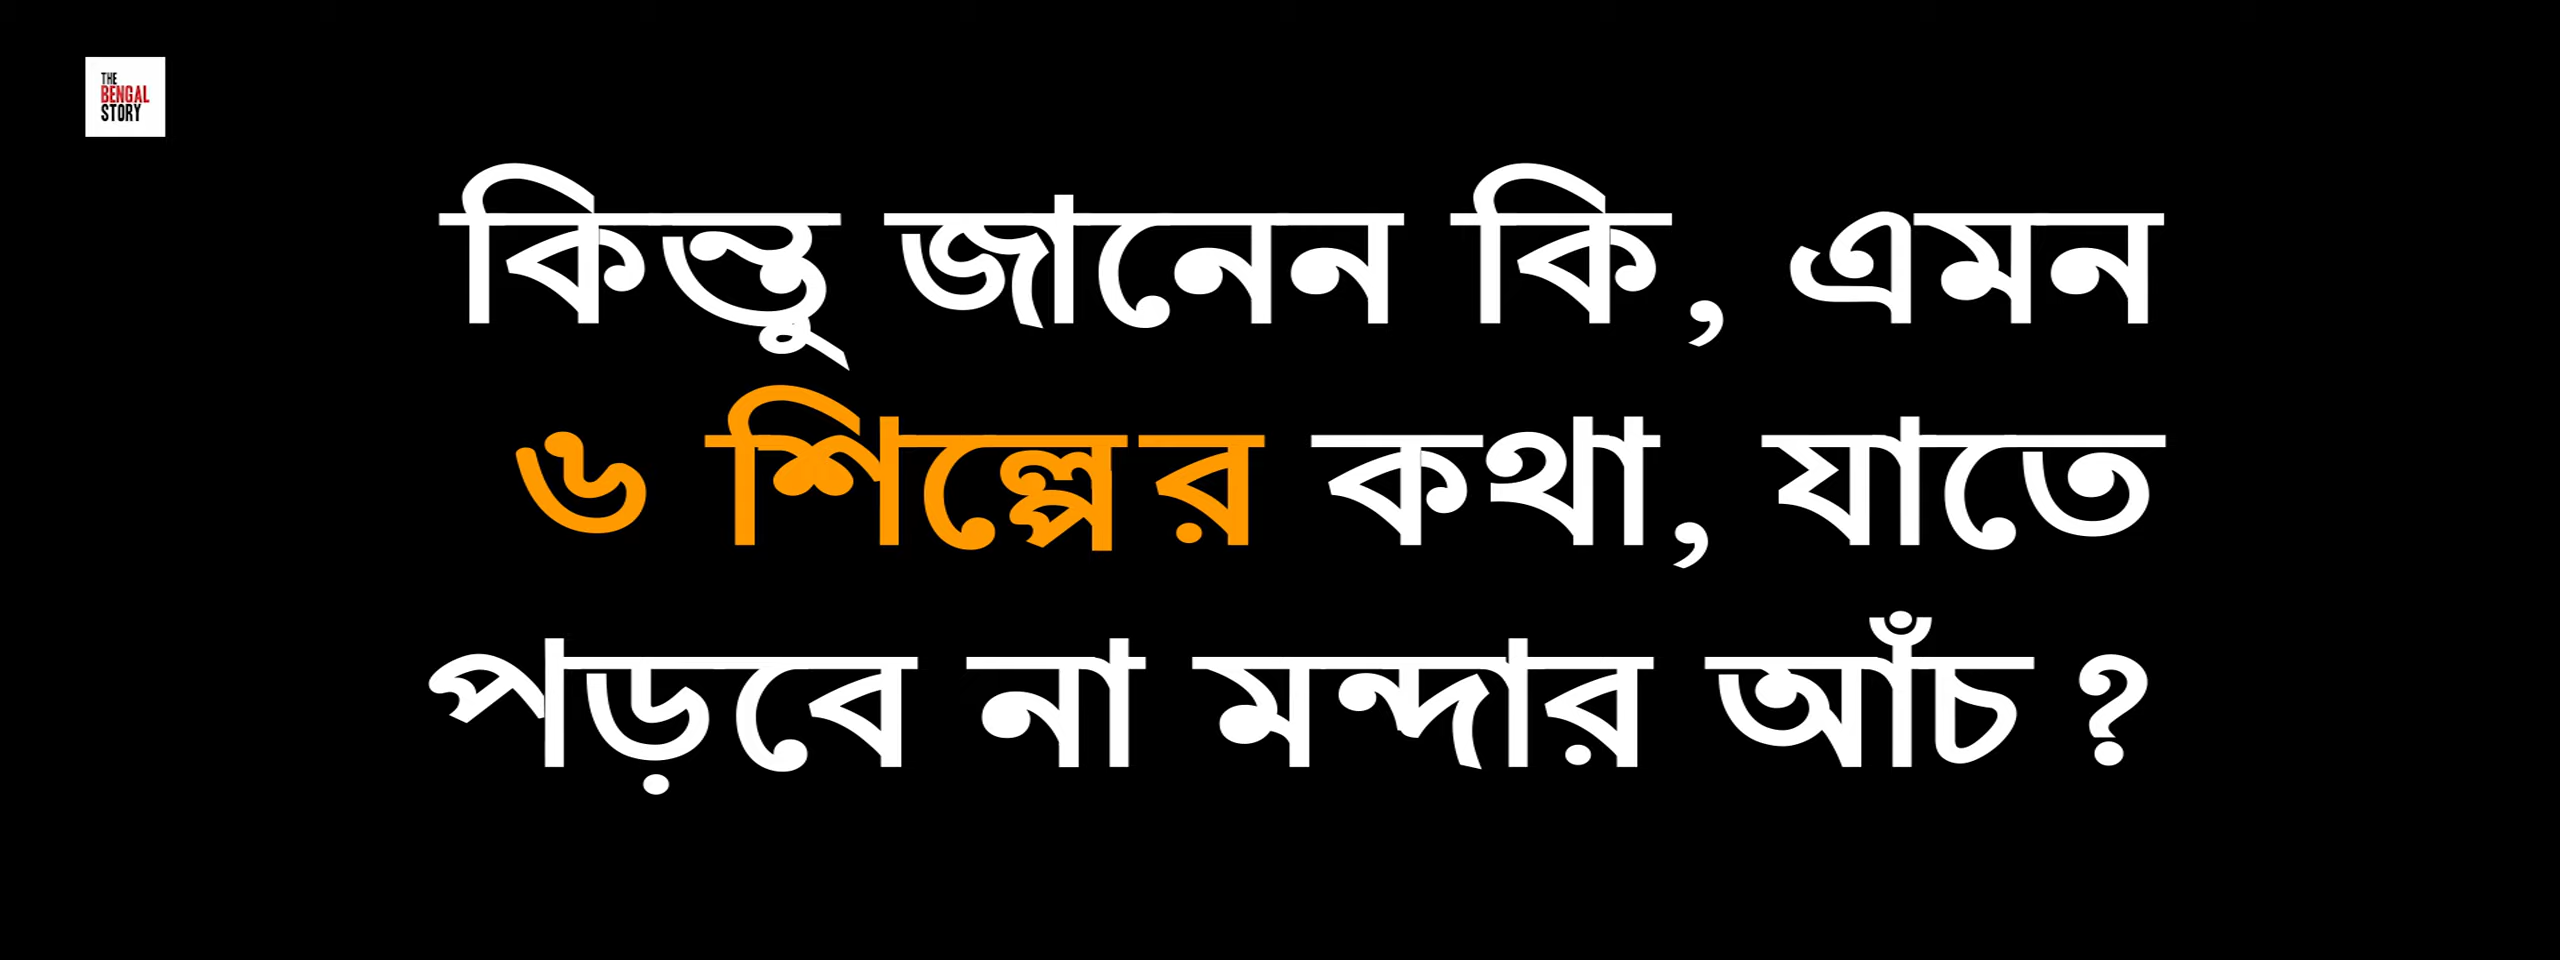 THE
BENGAL
STORY
কিন্তু জানেন কি, এমন
৬ শিল্পের কথা, যাতে
পড়বে না মন্দার আঁচ ?